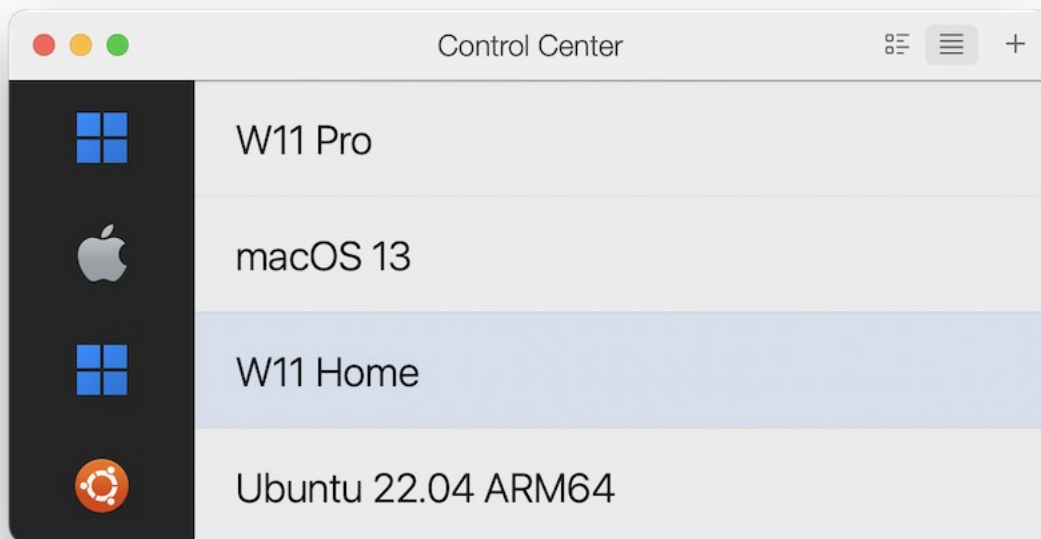 Control Center
W11 Pro
macOS 13
W11 Home
Ubuntu 22.04 ARM64